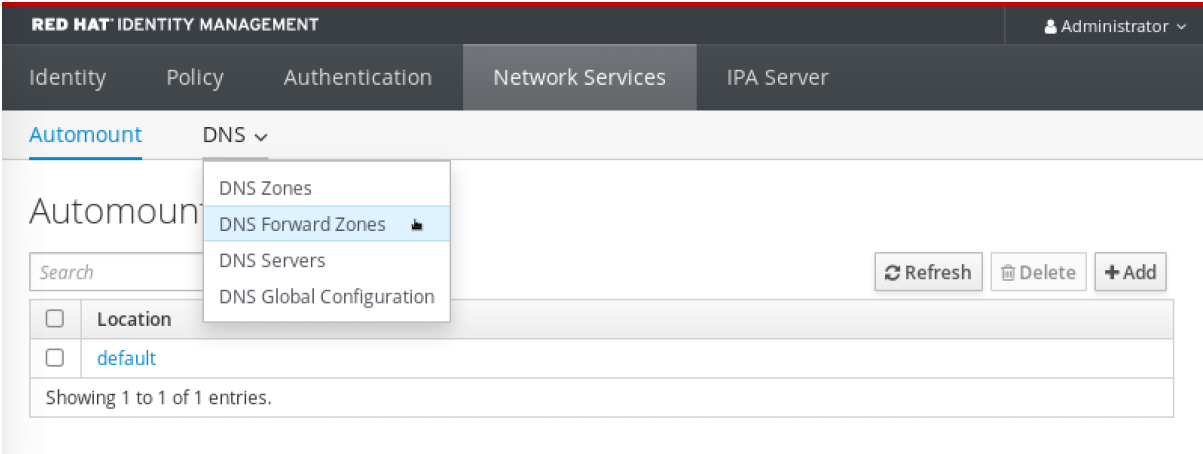 RED HAT IDENTITY MANAGEMENT Administrator
Identity Policy Authentication Network Services IPA Server
Automount DNS
DNS Zones
DNS Forward Zones
DNS Servers
DNS Global Configuration
Automoun
Search Refresh Delete Add
Location
default
Showing 1 to 1 of 1 entries.